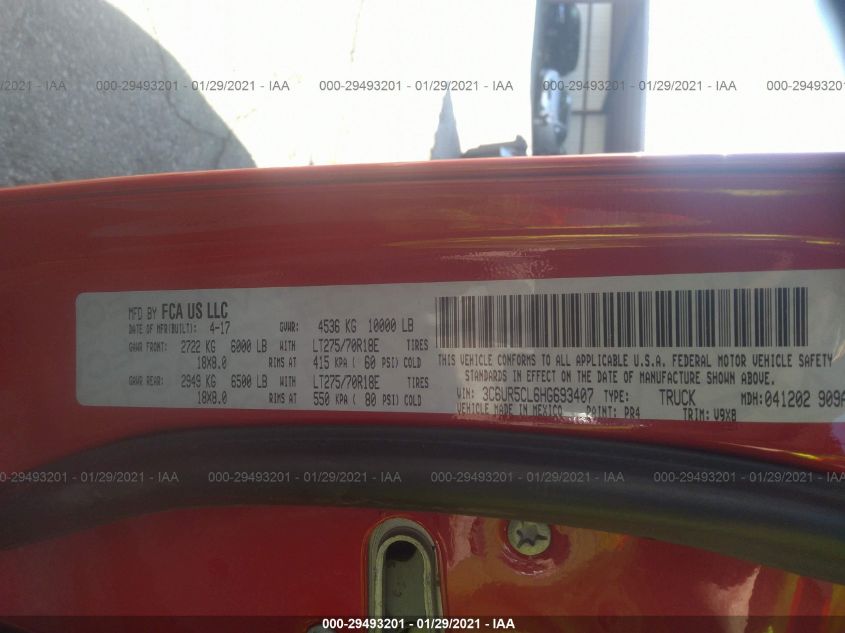 000-29493201 - 01/29/2021 - IAA
01/29/2021 - IAA 000-29493201 - 01/29/2021 - IAA 000-29493201 - 01/29/2021 - IAA 000-29493201 - 01/29/2021 - IAA 000-29493201
MFD BY FCA US LLC
DATE OF MFR(BUILT): 4-17 GVWR: 4536 KG 10000 LB
GAWR FRONT: 2722 KG 6000 LB WITH LT275/70R18E TIRES
18X8.0 RIMS AT 415 KPA ( 60 PSI) COLD
GAWR REAR: 2949 KG 6500 LB WITH LT275/70R18E TIRES
18X8.0 RIMS AT 550 KPA ( 80 PSI) COLD
THIS VEHICLE CONFORMS TO ALL APPLICABLE U.S.A. FEDERAL MOTOR VEHICLE SAFETY
STANDARDS IN EFFECT ON THE DATE OF MANUFACTURE SHOWN ABOVE.
VIN: 3C6UR5CL6HG693407 TYPE: TRUCK MDH: 041202 909A
VEHICLE MADE IN MEXICO PAINT: PR4 TRIM: V9X8
000-29493201 - 01/29/2021 - IAA 000-29493201 - 01/29/2021 - IAA 000-29493201 - 01/29/2021 - IAA
000-29493201 - 01/29/2021 - IAA